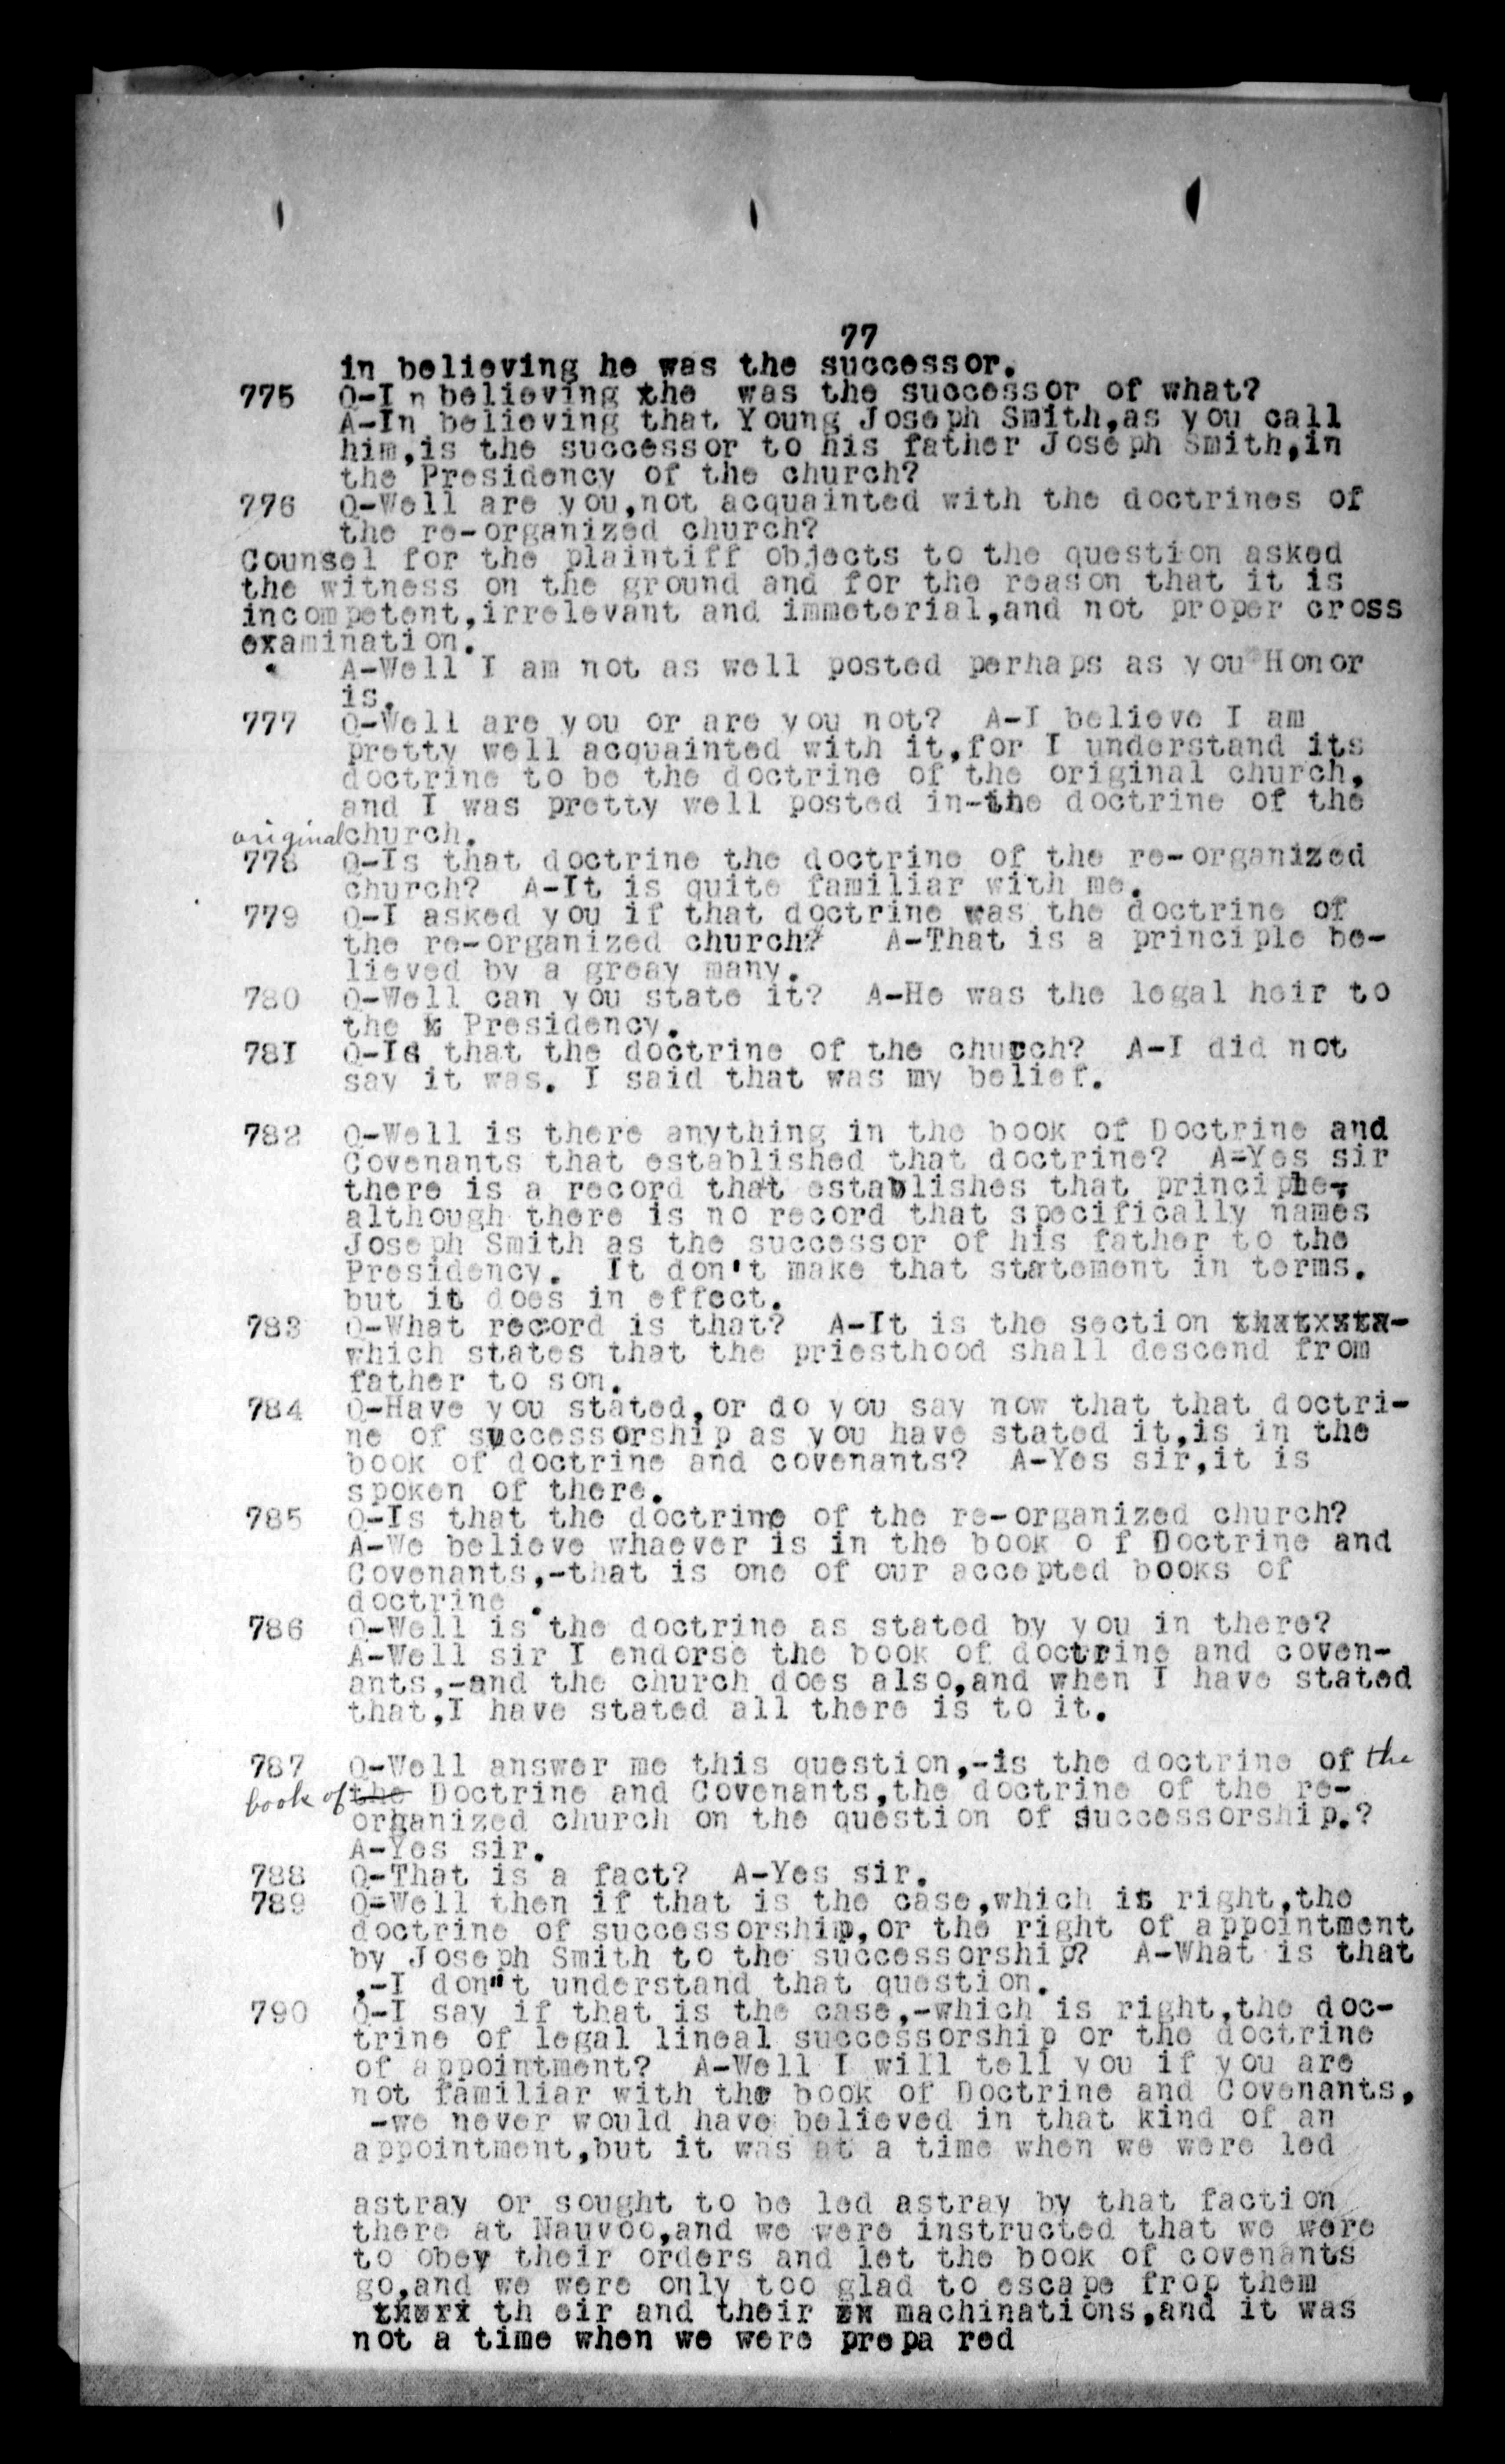 77
in believing he was the successor.
775 Q-I n believing the was the successor of what?
A-In believing that Young Joseph Smith,as you call
him,is the successor to his father Joseph Smith,in
the Presidency of the church?
776 Q-Well are you,not acquainted with the doctrines of
the re-organized church?
Counsel for the plaintiff objects to the question asked
the witness on the ground and for the reason that it is
incompetent,irrelevant and immeterial,and not proper cross
examination.
A-Well I am not as well posted perhaps as you Honor
is.
777 Q-Well are you or are you not? A-I believe I am
pretty well acquainted with it,for I understand its
doctrine to be the doctrine of the original church,
and I was pretty well posted in-the doctrine of the
original church.
778 Q-Is that doctrine the doctrine of the re-organized
church? A-It is quite familiar with me.
779 Q-I asked you if that doctrine was the doctrine of
the re-organized church? A-That is a principle be-
lieved by a greay many.
780 Q-Well can you state it? A-He was the legal heir to
the Presidency.
781 Q-Is that the doctrine of the church? A-I did not
say it was. I said that was my belief.
782 Q-Well is there anything in the book of Doctrine and
Covenants that established that doctrine? A-Yes sir
there is a record that establishes that principle-,
although there is no record that specifically names
Joseph Smith as the successor of his father to the
Presidency. It don't make that statement in terms.
but it does in effect.
783 Q-What record is that? A-It is the section thatxxstx-
which states that the priesthood shall descend from
father to son.
784 Q-Have you stated,or do you say now that that doctri-
ne of successorship as you have stated it,is in the
book of doctrine and covenants? A-Yes sir,it is
spoken of there.
785 Q-Is that the doctrine of the re-organized church?
A-We believe whaever is in the book o f Doctrine and
Covenants,-that is one of our accepted books of
doctrine .
786 Q-Well is the doctrine as stated by you in there?
A-Well sir I endorse the book of doctrine and coven-
ants,-and the church does also,and when I have stated
that,I have stated all there is to it.
787 Q-Well answer me this question,-is the doctrine of the
book of the Doctrine and Covenants,the doctrine of the re-
organized church on the question of successorship.?
A-Yes sir.
788 Q-That is a fact? A-Yes sir.
789 Q=Well then if that is the case,which is right,the
doctrine of successorship,or the right of appointment
by Joseph Smith to the successorship? A-What is that
,-I don"t understand that question.
790 Q-I say if that is the case,-which is right,the doc-
trine of legal lineal successorship or the doctrine
of appointment? A-Well I will tell you if you are
not familiar with the book of Doctrine and Covenants,
-we never would have believed in that kind of an
appointment,but it was at a time when we were led
astray or sought to be led astray by that faction
there at Nauvoo,and we were instructed that we were
to obey their orders and let the book of covenants
go,and we were only too glad to escape frop them
th eir and their machinations,and it was
not a time when we were prepa red